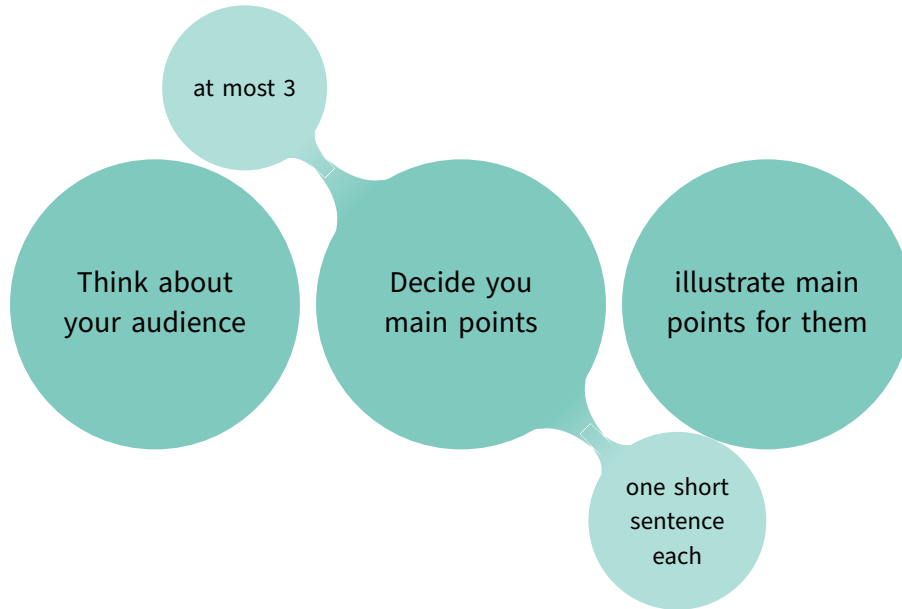 at most 3
Think about
your audience
Decide you
main points
illustrate main
points for them
one short
sentence
each